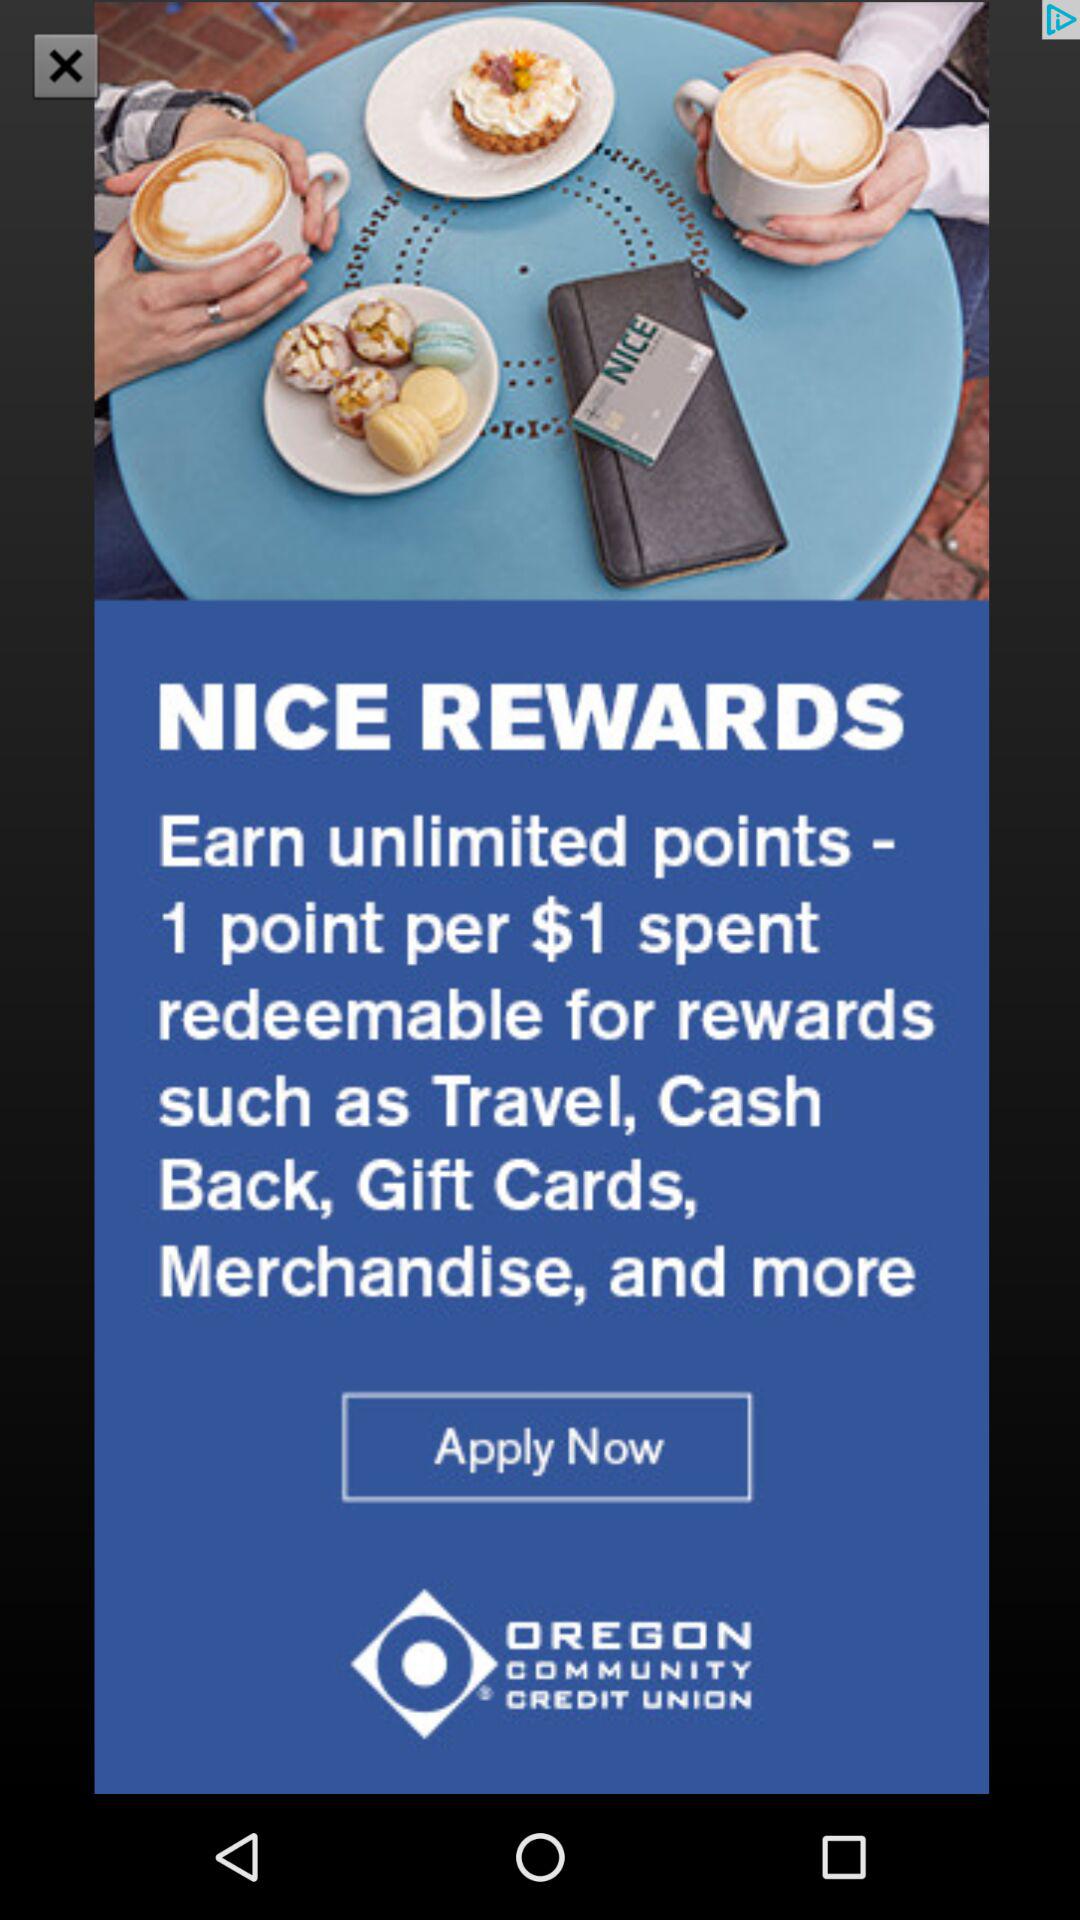 NICE
NICE REWARDS
Earn unlimited points -
1 point per $1 spent
redeemable for rewards
such as Travel, Cash
Back, Gift Cards,
Merchandise, and more
Apply Now
OREGON
COMMUNITY
® CREDIT UNION